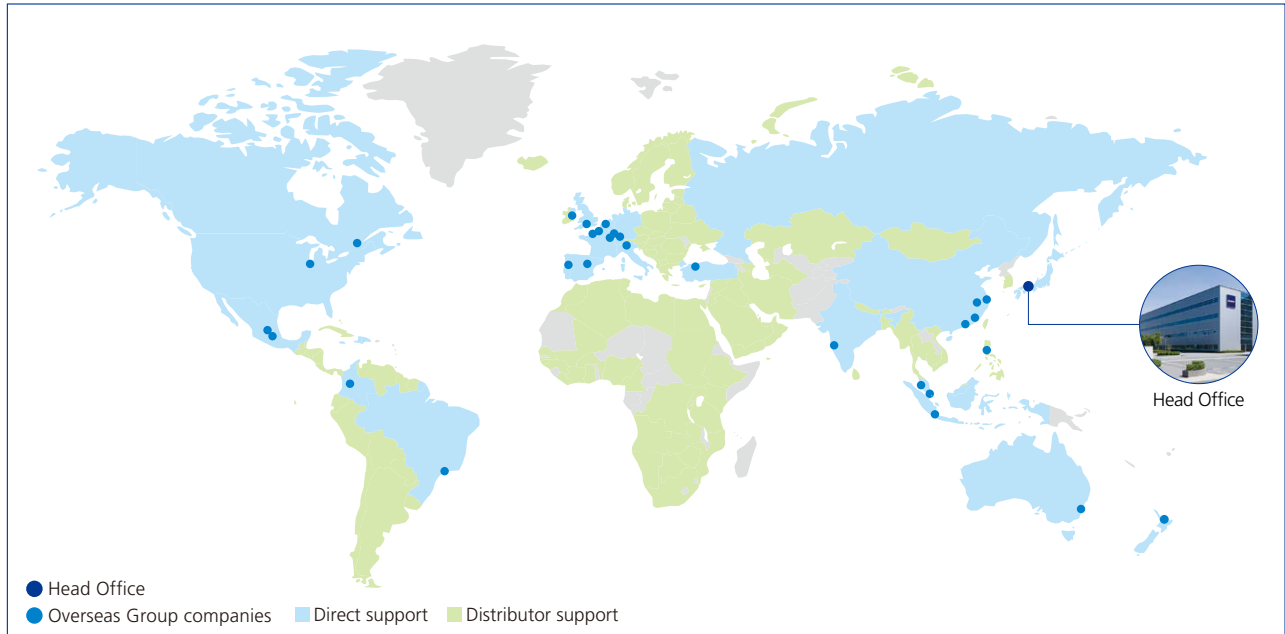 Head Office
Head Office
Overseas Group companies
Direct support
Distributor support